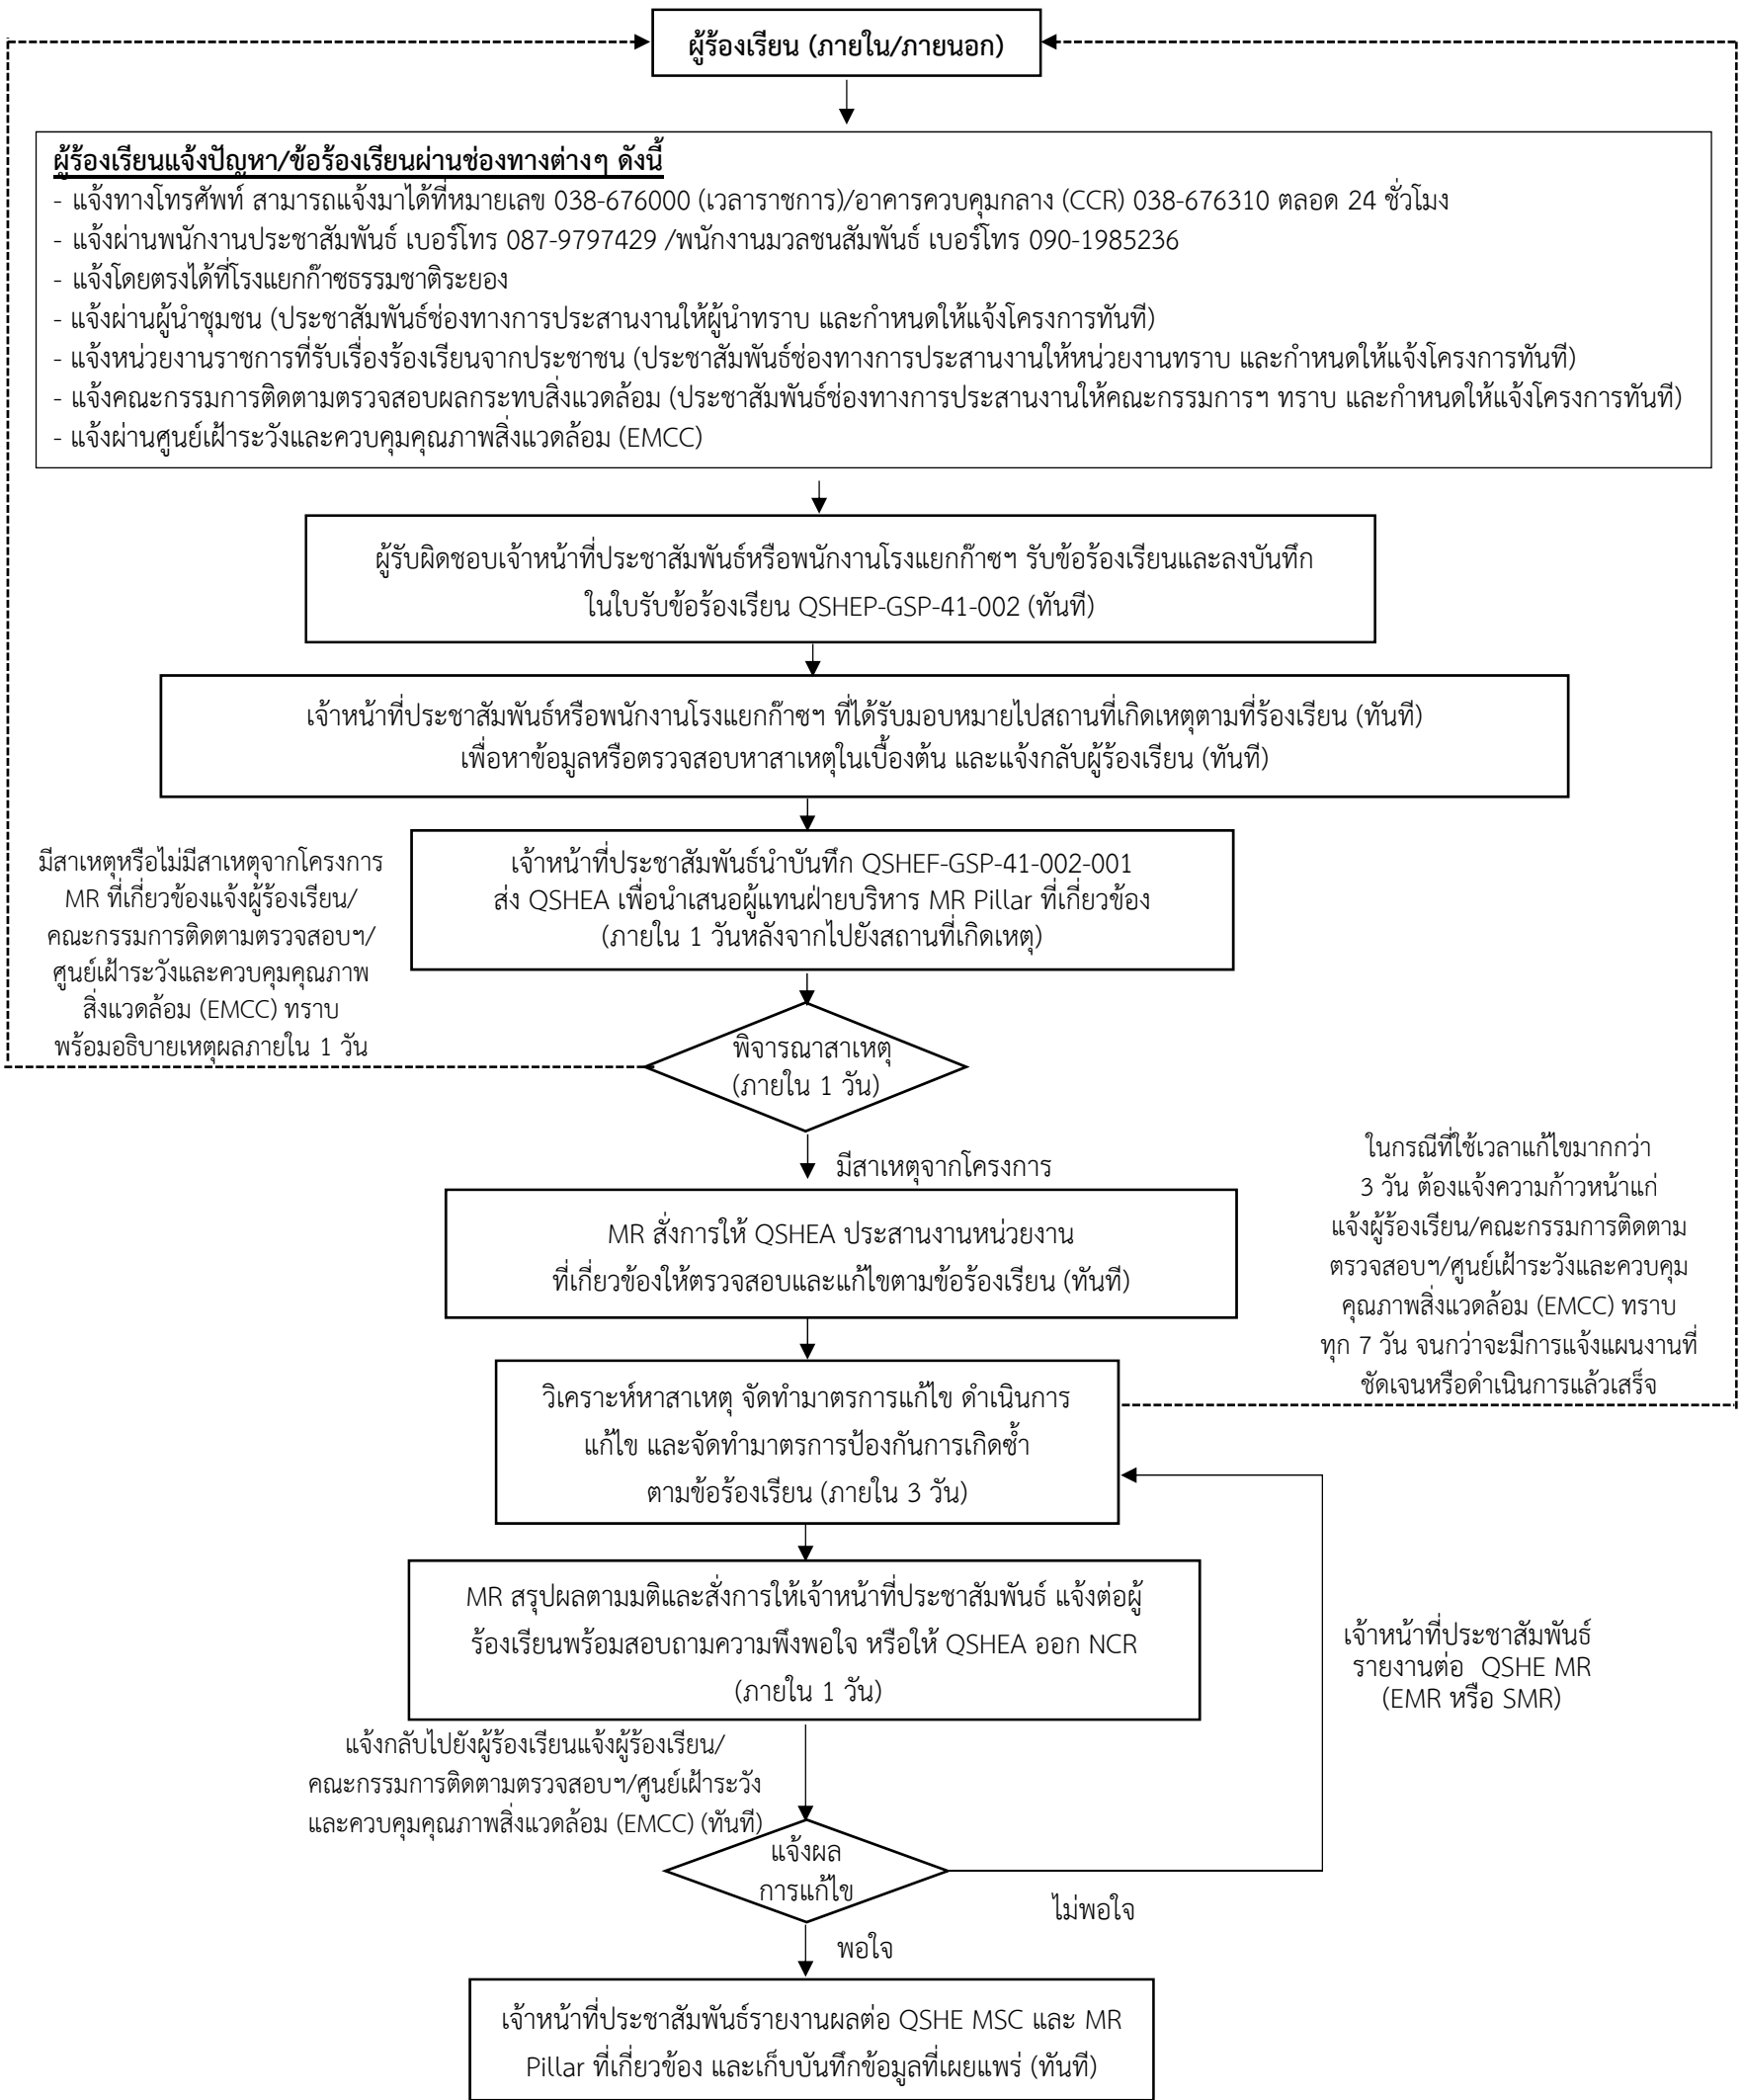 ผู้ร้องเรียน (ภายใน/ภายนอก)
ผู้ร้องเรียนแจ้งปัญหา/ข้อร้องเรียนผ่านช่องทางต่างๆ ดังนี้
- แจ้งทางโทรศัพท์ สามารถแจ้งมาได้ที่หมายเลข 038-676000 (เวลาราชการ)/อาคารควบคุมกลาง (CCR) 038-676310 ตลอด 24 ชั่วโมง
- แจ้งผ่านพนักงานประชาสัมพันธ์ เบอร์โทร 087-9797429 /พนักงานมวลชนสัมพันธ์ เบอร์โทร 090-1985236
- แจ้งโดยตรงได้ที่โรงแยกก๊าซธรรมชาติระยอง
- แจ้งผ่านผู้นำชุมชน (ประชาสัมพันธ์ช่องทางการประสานงานให้ผู้นำทราบ และกำหนดให้แจ้งโครงการทันที)
- แจ้งหน่วยงานราชการที่รับเรื่องร้องเรียนจากประชาชน (ประชาสัมพันธ์ช่องทางการประสานงานให้หน่วยงานทราบ และกำหนดให้แจ้งโครงการทันที)
- แจ้งคณะกรรมการติดตามตรวจสอบผลกระทบสิ่งแวดล้อม (ประชาสัมพันธ์ช่องทางการประสานงานให้คณะกรรมการฯ ทราบ และกำหนดให้แจ้งโครงการทันที)
- แจ้งผ่านศูนย์เฝ้าระวังและควบคุมคุณภาพสิ่งแวดล้อม (EMCC)
ผู้รับผิดชอบเจ้าหน้าที่ประชาสัมพันธ์หรือพนักงานโรงแยกก๊าซฯ รับข้อร้องเรียนและลงบันทึก
ในใบรับข้อร้องเรียน QSHEP-GSP-41-002 (ทันที)
เจ้าหน้าที่ประชาสัมพันธ์หรือพนักงานโรงแยกก๊าซฯ ที่ได้รับมอบหมายไปสถานที่เกิดเหตุตามที่ร้องเรียน (ทันที)
เพื่อหาข้อมูลหรือตรวจสอบหาสาเหตุในเบื้องต้น และแจ้งกลับผู้ร้องเรียน (ทันที)
เจ้าหน้าที่ประชาสัมพันธ์นำบันทึก QSHEF-GSP-41-002-001
ส่ง QSHEA เพื่อนำเสนอผู้แทนฝ่ายบริหาร MR Pillar ที่เกี่ยวข้อง
(ภายใน 1 วันหลังจากไปยังสถานที่เกิดเหตุ)
มีสาเหตุหรือไม่มีสาเหตุจากโครงการ
MR ที่เกี่ยวข้องแจ้งผู้ร้องเรียน/
คณะกรรมการติดตามตรวจสอบฯ/
ศูนย์เฝ้าระวังและควบคุมคุณภาพ
สิ่งแวดล้อม (EMCC) ทราบ
พร้อมอธิบายเหตุผลภายใน 1 วัน
พิจารณาสาเหตุ
(ภายใน 1 วัน)
มีสาเหตุจากโครงการ
MR สั่งการให้ QSHEA ประสานงานหน่วยงาน
ที่เกี่ยวข้องให้ตรวจสอบและแก้ไขตามข้อร้องเรียน (ทันที)
ในกรณีที่ใช้เวลาแก้ไขมากกว่า
3 วัน ต้องแจ้งความก้าวหน้าแก่
แจ้งผู้ร้องเรียน/คณะกรรมการติดตาม
ตรวจสอบฯ/ศูนย์เฝ้าระวังและควบคุม
คุณภาพสิ่งแวดล้อม (EMCC) ทราบ
ทุก 7 วัน จนกว่าจะมีการแจ้งแผนงานที่
ชัดเจนหรือดำเนินการแล้วเสร็จ
วิเคราะห์หาสาเหตุ จัดทำมาตรการแก้ไข ดำเนินการ
แก้ไข และจัดทำมาตรการป้องกันการเกิดซ้ำ
ตามข้อร้องเรียน (ภายใน 3 วัน)
MR สรุปผลตามมติและสั่งการให้เจ้าหน้าที่ประชาสัมพันธ์ แจ้งต่อผู้
ร้องเรียนพร้อมสอบถามความพึงพอใจ หรือให้ QSHEA ออก NCR
(ภายใน 1 วัน)
เจ้าหน้าที่ประชาสัมพันธ์
รายงานต่อ QSHE MR
(EMR หรือ SMR)
แจ้งกลับไปยังผู้ร้องเรียนแจ้งผู้ร้องเรียน/
คณะกรรมการติดตามตรวจสอบฯ/ศูนย์เฝ้าระวัง
และควบคุมคุณภาพสิ่งแวดล้อม (EMCC) (ทันที)
แจ้งผล
การแก้ไข
ไม่พอใจ
พอใจ
เจ้าหน้าที่ประชาสัมพันธ์รายงานผลต่อ QSHE MSC และ MR
Pillar ที่เกี่ยวข้อง และเก็บบันทึกข้อมูลที่เผยแพร่ (ทันที)